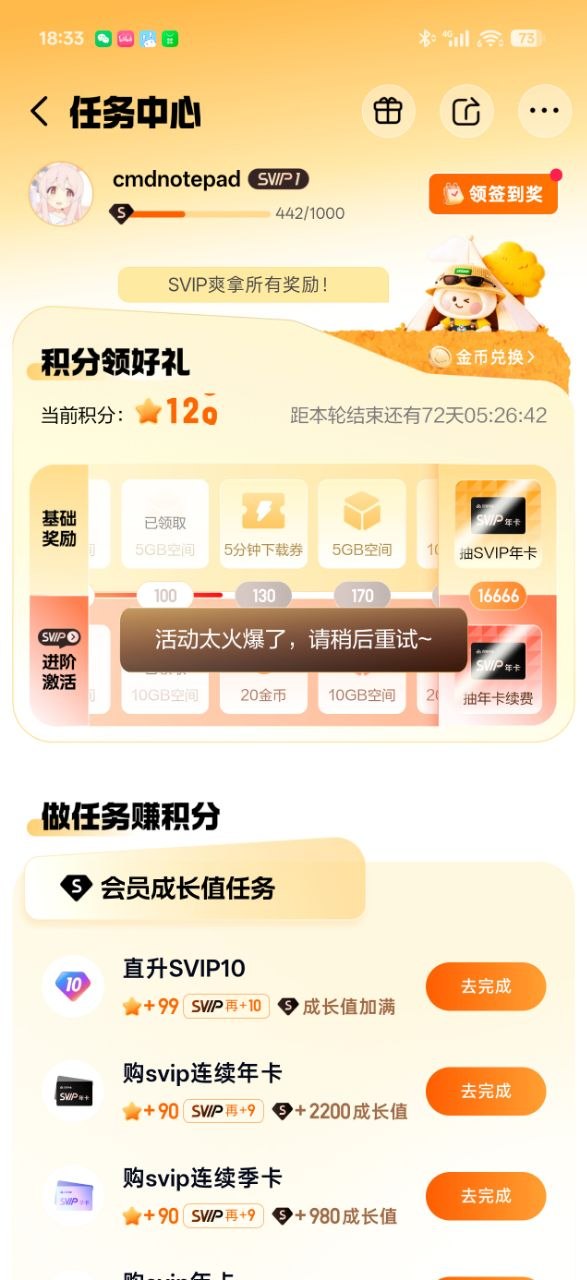 18:33
4G
73
任务中心
cmdnotepad SVIP1
S 442/1000
领签到奖
SVIP爽拿所有奖励!
积分领好礼
金币兑换>
当前积分:
距本轮结束还有72天05:26:42
基础
奖励
已领取
5GB空间
5分钟下载券
5GB空间
抽SVIP年卡
100
130
170
16666
活动太火爆了,请稍后重试~
SVIP
进阶
激活
10GB空间
20金币
10GB空间
抽年卡续费
做任务赚积分
S 会员成长值任务
10
直升SVIP10
+99 SVIP再+10 S 成长值加满
去完成
SVIP年卡
购svip连续年卡
+90 SVIP再+9 S +2200成长值
去完成
购svip连续季卡
+90 SVIP再+9 S +980成长值
去完成